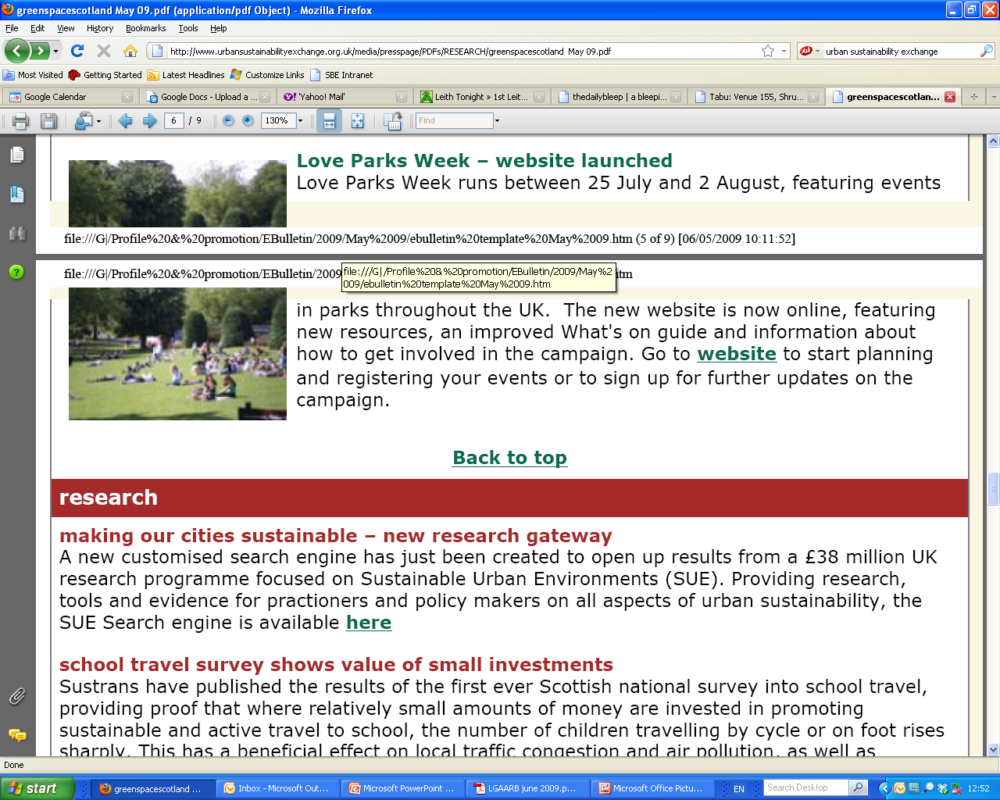 greenspacescotland May 09.pdf (application/pdf Object) - Mozilla Firefox
File Edit View History Bookmarks Tools Help
http://www.urbansustainabilityexchange.org.uk/media/presspage/PDFs/RESEARCH/greenspacescotland May 09.pdf
Ask urban sustainability exchange
Most Visited Getting Started Latest Headlines Customize Links SBE Intranet
Google Calendar Google Docs - Upload a ... 'Yahoo! Mail' Leith Tonight » 1st Leit... thedailybleep | a bleepi... Tabu: Venue 155, Shru... greenspacescotlan...
6 / 9 130% Find
Love Parks Week – website launched
Love Parks Week runs between 25 July and 2 August, featuring events
file:///G|/Profile%20&%20promotion/EBulletin/2009/May%2009/ebulletin%20template%20May%2009.htm (5 of 9) [06/05/2009 10:11:52]
file:///G|/Profile%20&%20promotion/EBulletin/2009
file:///G|/Profile%20&%20promotion/EBulletin/2009/May%2
009/ebulletin%20template%20May%2009.htm
in parks throughout the UK.  The new website is now online, featuring
new resources, an improved What's on guide and information about
how to get involved in the campaign. Go to website to start planning
and registering your events or to sign up for further updates on the
campaign.
Back to top
research
making our cities sustainable – new research gateway
A new customised search engine has just been created to open up results from a £38 million UK
research programme focused on Sustainable Urban Environments (SUE). Providing research,
tools and evidence for practioners and policy makers on all aspects of urban sustainability, the
SUE Search engine is available here
school travel survey shows value of small investments
Sustrans have published the results of the first ever Scottish national survey into school travel,
providing proof that where relatively small amounts of money are invested in promoting
sustainable and active travel to school, the number of children travelling by cycle or on foot rises
sharply. This has a beneficial effect on local traffic congestion and air pollution, as well as
Done
start greenspacescotland ... Inbox - Microsoft Out... Microsoft PowerPoint ... LGAARB june 2009.p... Microsoft Office Pictu... EN Search Desktop 12:52